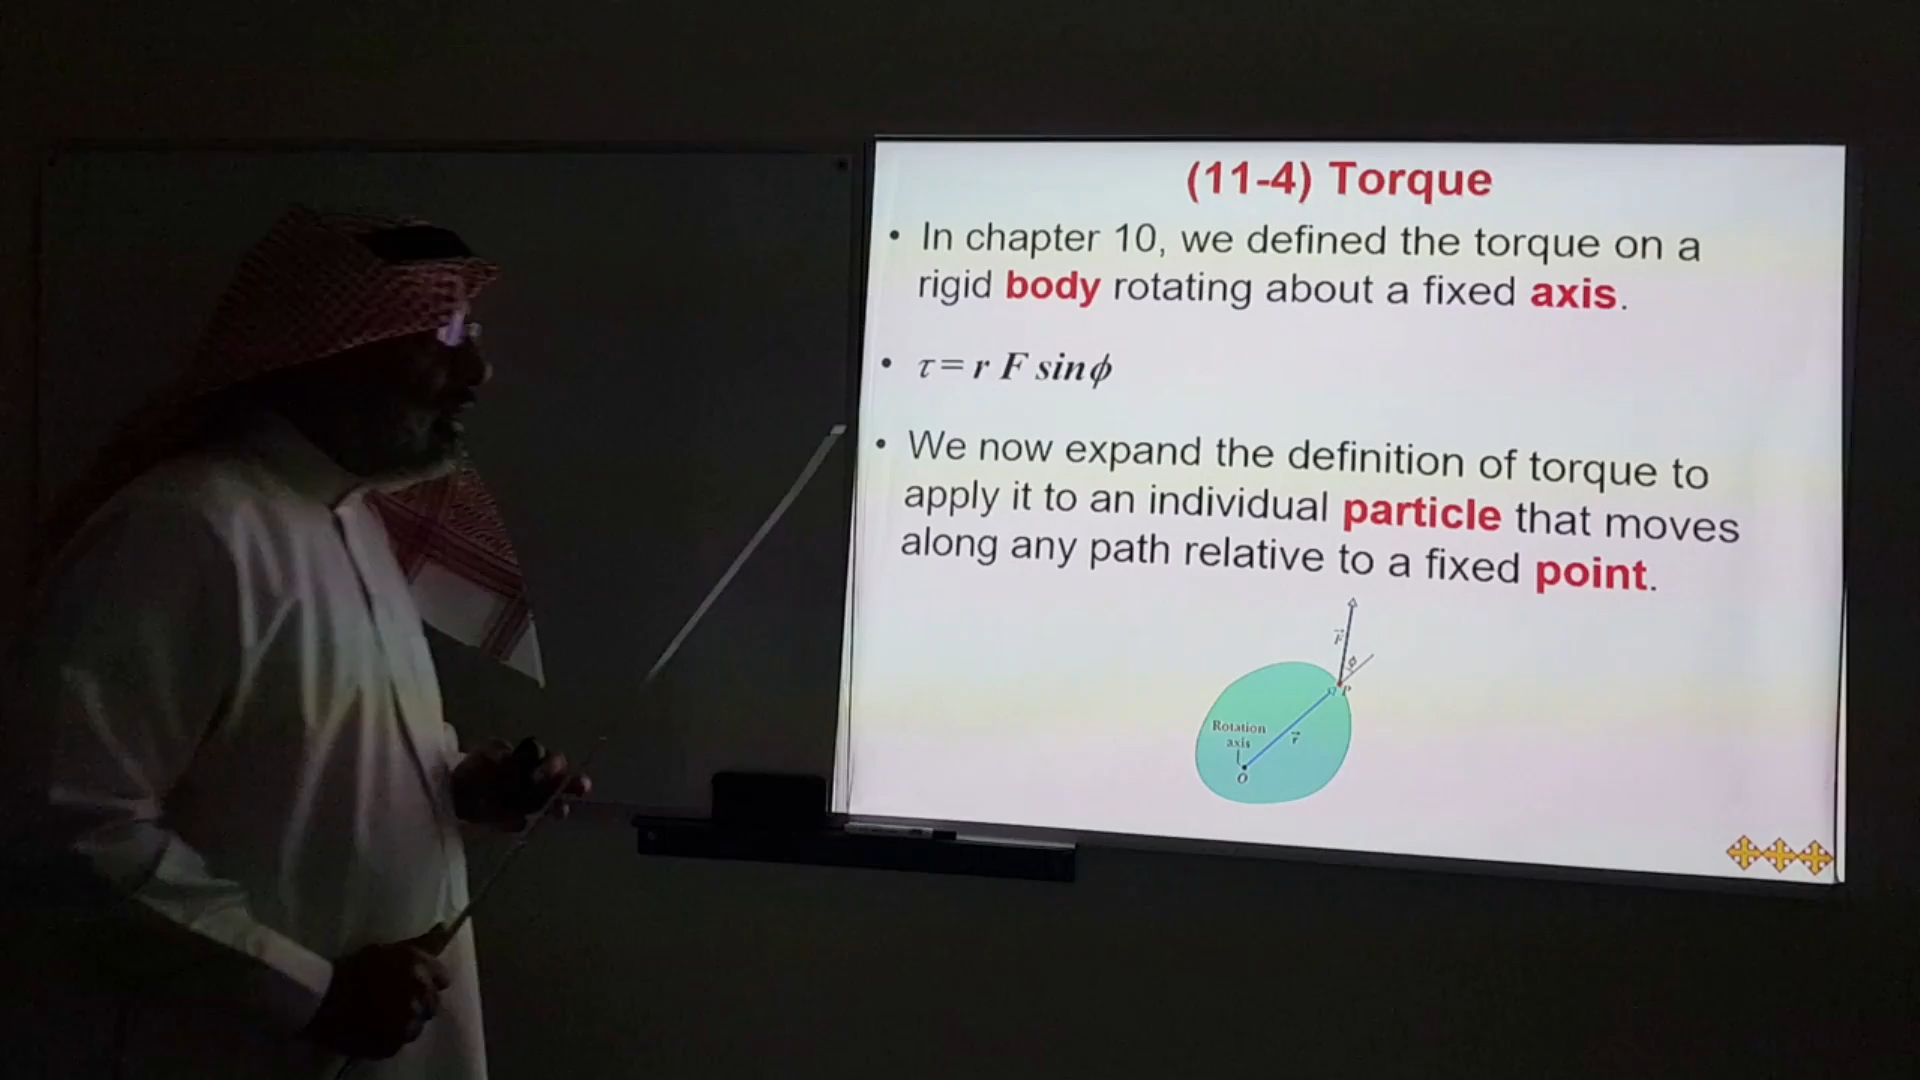 (11-4) Torque
• In chapter 10, we defined the torque on a
rigid body rotating about a fixed axis.
• τ = r F sinϕ
• We now expand the definition of torque to
apply it to an individual particle that moves
along any path relative to a fixed point.
F⃗
ϕ
P
Rotation
axis
r⃗
O